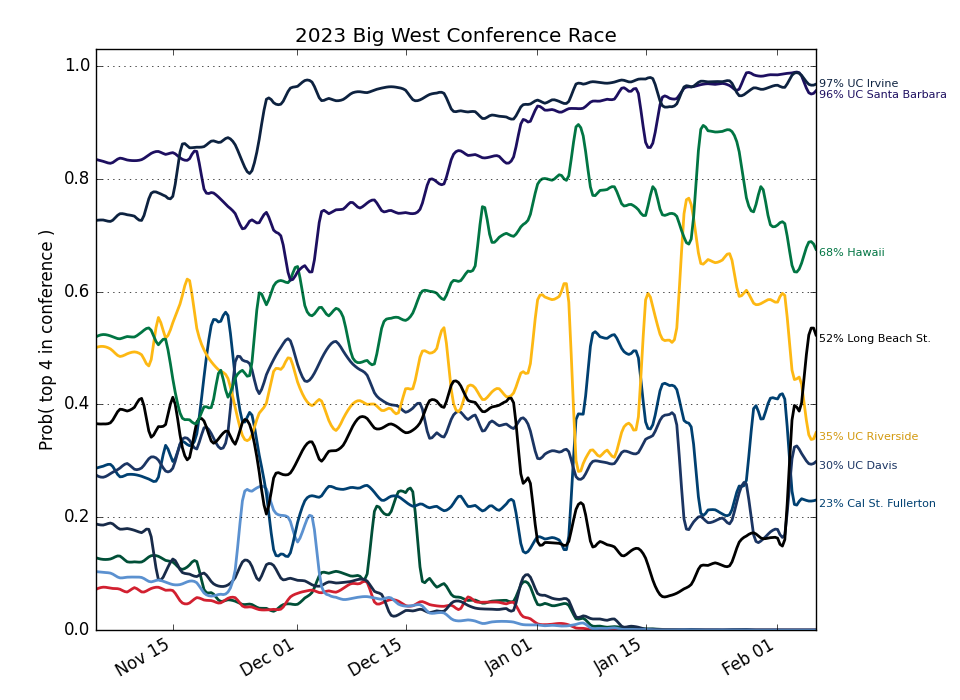 2023 Big West Conference Race
Prob( top 4 in conference )
1.0
0.8
0.6
0.4
0.2
0.0
97% UC Irvine
96% UC Santa Barbara
68% Hawaii
52% Long Beach St.
35% UC Riverside
30% UC Davis
23% Cal St. Fullerton
Nov 15
Dec 01
Dec 15
Jan 01
Jan 15
Feb 01